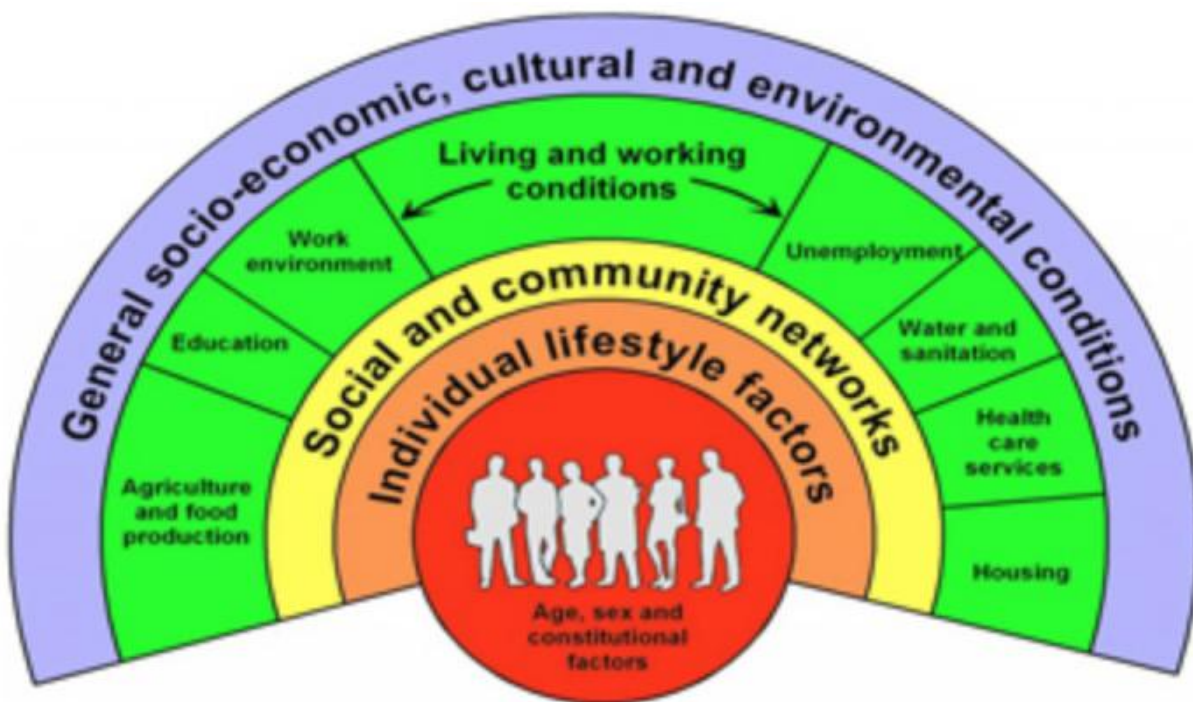 General socio-economic, cultural and environmental conditions
Living and working
conditions
Work
environment
Unemployment
Education
Water and
sanitation
Agriculture
and food
production
Health
care
services
Housing
Social and community networks
Individual lifestyle factors
Age, sex and
constitutional
factors